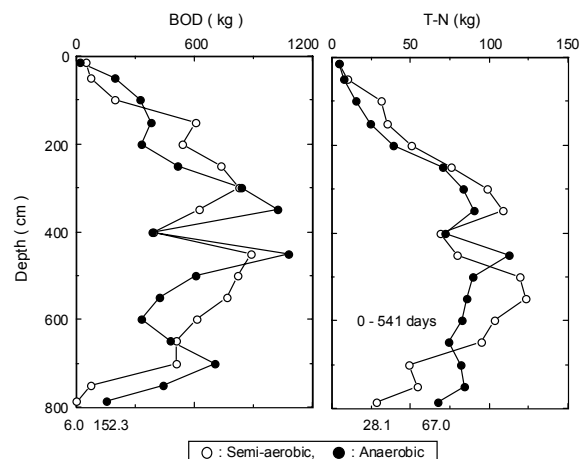 BOD ( kg )
T-N (kg)
0 600 1200
0 50 100 150
Depth ( cm )
0
200
400
600
800
0 - 541 days
6.0 152.3
28.1 67.0
: Semi-aerobic, : Anaerobic